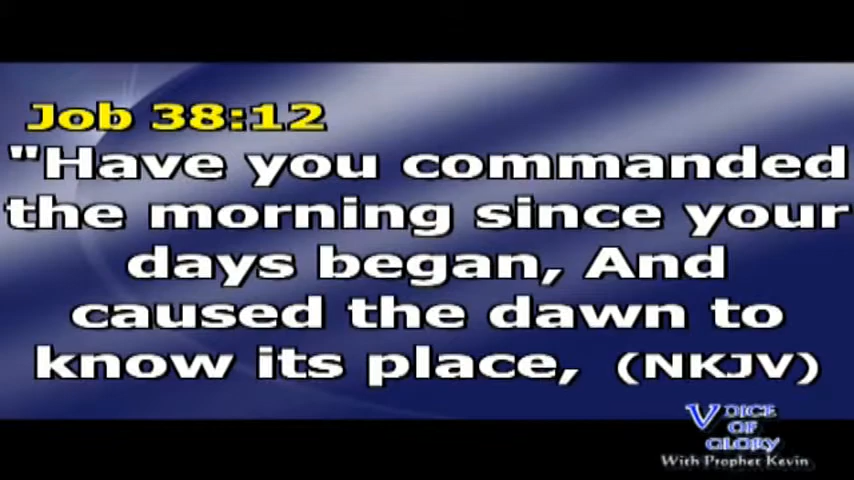 Job 38:12
"Have you commanded
the morning since your
days began, And
caused the dawn to
know its place, (NKJV)
VOICE
OF
GLORY
With Prophet Kevin